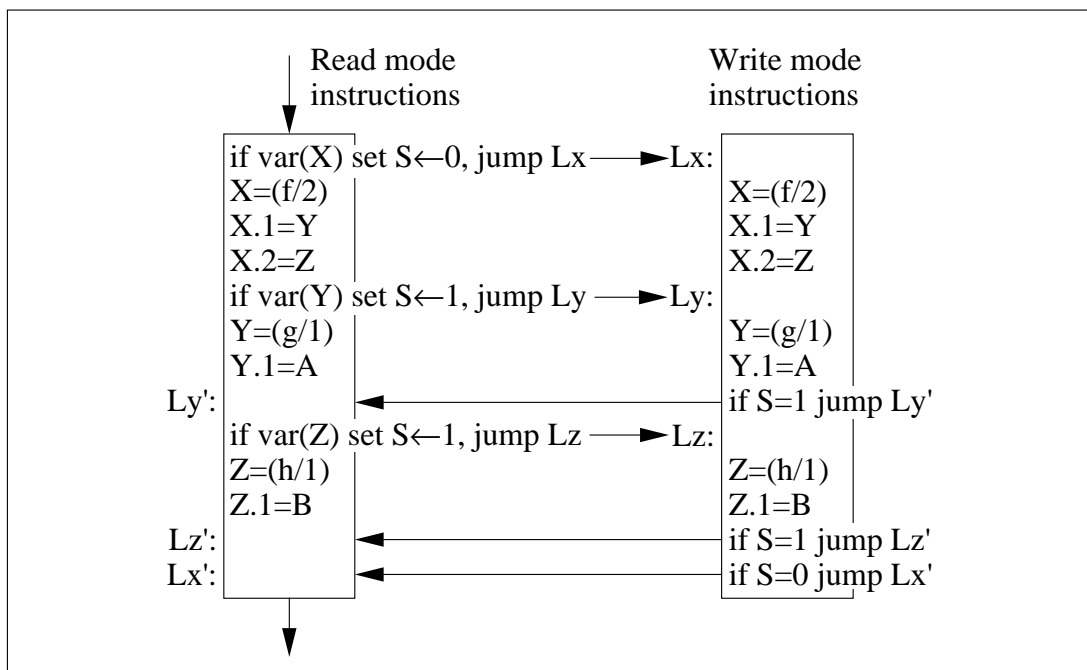 Read mode
instructions
Write mode
instructions
if var(X) set S←0, jump Lx
Lx:
X=(f/2)
X=(f/2)
X.1=Y
X.1=Y
X.2=Z
X.2=Z
if var(Y) set S←1, jump Ly
Ly:
Y=(g/1)
Y=(g/1)
Y.1=A
Y.1=A
Ly':
if S=1 jump Ly'
if var(Z) set S←1, jump Lz
Lz:
Z=(h/1)
Z=(h/1)
Z.1=B
Z.1=B
Lz':
if S=1 jump Lz'
Lx':
if S=0 jump Lx'